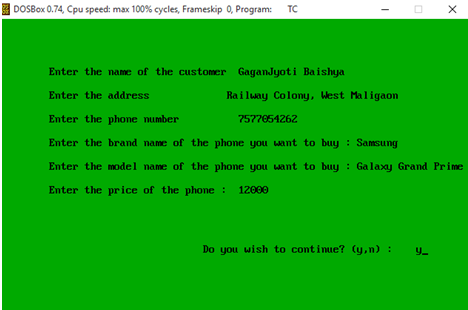 DOSBox 0.74, Cpu speed: max 100% cycles, Frameskip 0, Program: TC
Enter the name of the customer GaganJyoti Baishya
Enter the address Railway Colony, West Maligaon
Enter the phone number 7577054262
Enter the brand name of the phone you want to buy : Samsung
Enter the model name of the phone you want to buy : Galaxy Grand Prime
Enter the price of the phone : 12000
Do you wish to continue? (y,n) : y_